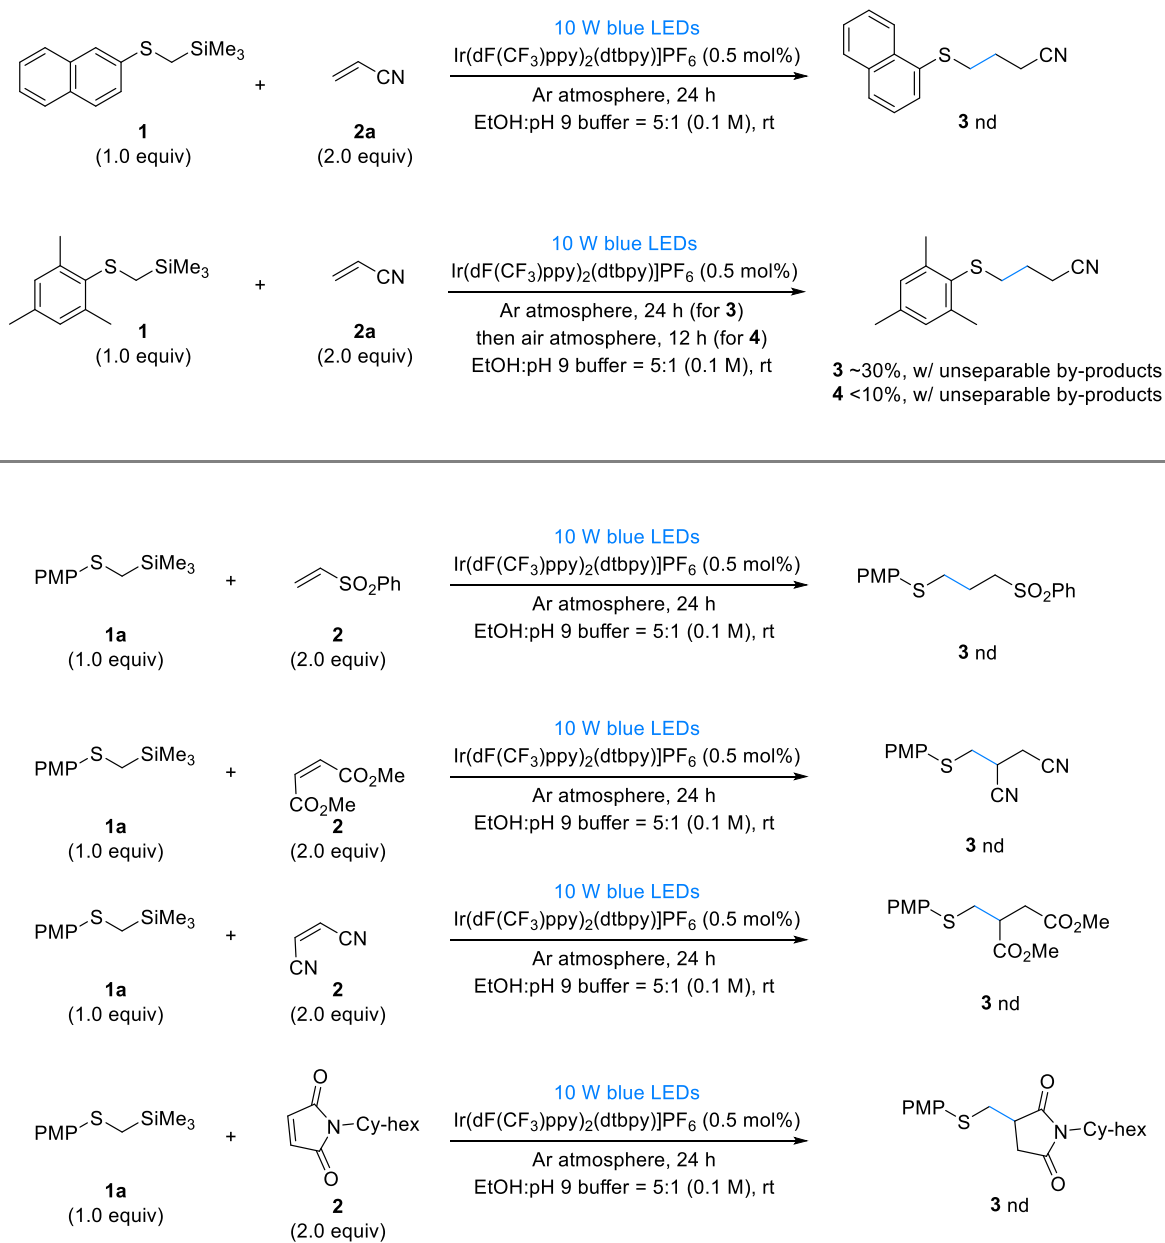 10 W blue LEDs
Ir(dF(CF3)ppy)2(dtbpy)]PF6 (0.5 mol%)
S SiMe3 + CN S CN
Ar atmosphere, 24 h
EtOH:pH 9 buffer = 5:1 (0.1 M), rt
1 2a 3 nd
(1.0 equiv) (2.0 equiv)
10 W blue LEDs
Ir(dF(CF3)ppy)2(dtbpy)]PF6 (0.5 mol%)
S SiMe3 + CN S CN
Ar atmosphere, 24 h (for 3)
then air atmosphere, 12 h (for 4)
EtOH:pH 9 buffer = 5:1 (0.1 M), rt
1 2a
(1.0 equiv) (2.0 equiv)
3 ~30%, w/ unseparable by-products
4 <10%, w/ unseparable by-products
10 W blue LEDs
Ir(dF(CF3)ppy)2(dtbpy)]PF6 (0.5 mol%)
PMP S SiMe3 + SO2Ph PMP S SO2Ph
Ar atmosphere, 24 h
EtOH:pH 9 buffer = 5:1 (0.1 M), rt
1a 2 3 nd
(1.0 equiv) (2.0 equiv)
10 W blue LEDs
Ir(dF(CF3)ppy)2(dtbpy)]PF6 (0.5 mol%)
PMP S SiMe3 + CO2Me CO2Me PMP S CN CN
Ar atmosphere, 24 h
EtOH:pH 9 buffer = 5:1 (0.1 M), rt
1a 2 3 nd
(1.0 equiv) (2.0 equiv)
10 W blue LEDs
Ir(dF(CF3)ppy)2(dtbpy)]PF6 (0.5 mol%)
PMP S SiMe3 + CN CN PMP S CO2Me CO2Me
Ar atmosphere, 24 h
EtOH:pH 9 buffer = 5:1 (0.1 M), rt
1a 2 3 nd
(1.0 equiv) (2.0 equiv)
10 W blue LEDs
Ir(dF(CF3)ppy)2(dtbpy)]PF6 (0.5 mol%)
PMP S SiMe3 + O N Cy-hex O PMP S O N Cy-hex O
Ar atmosphere, 24 h
EtOH:pH 9 buffer = 5:1 (0.1 M), rt
1a 2 3 nd
(1.0 equiv) (2.0 equiv)